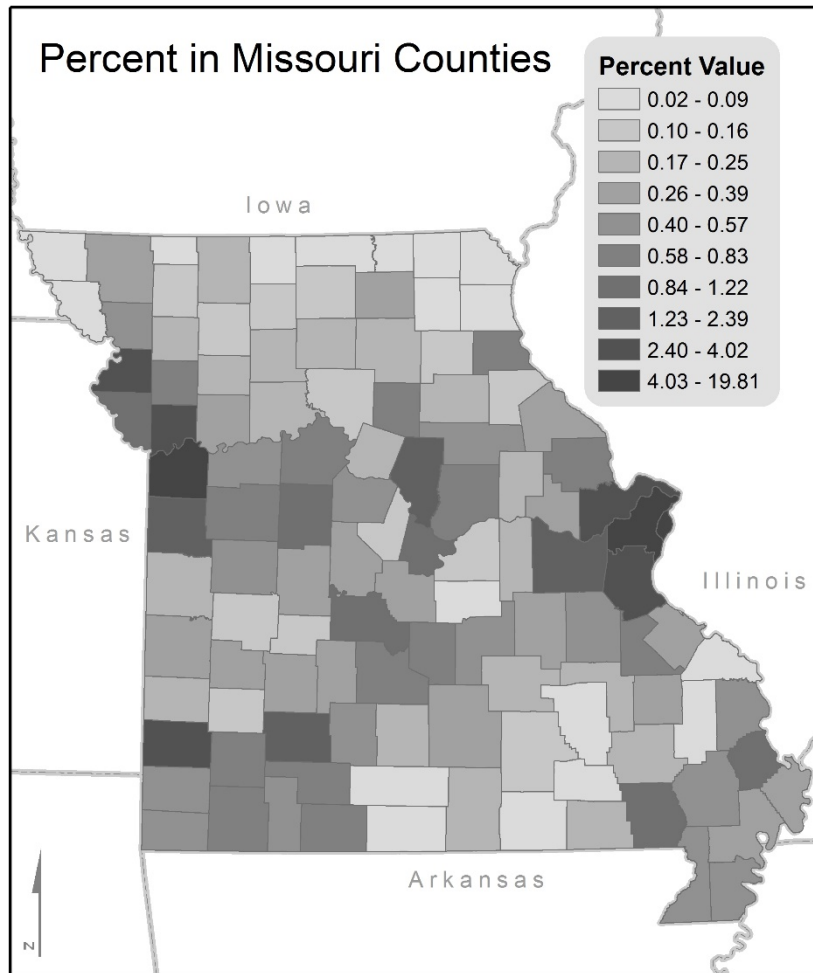 Percent in Missouri Counties
Percent Value
0.02 - 0.09
0.10 - 0.16
0.17 - 0.25
0.26 - 0.39
0.40 - 0.57
0.58 - 0.83
0.84 - 1.22
1.23 - 2.39
2.40 - 4.02
4.03 - 19.81
Iowa
Kansas
Illinois
Arkansas
N